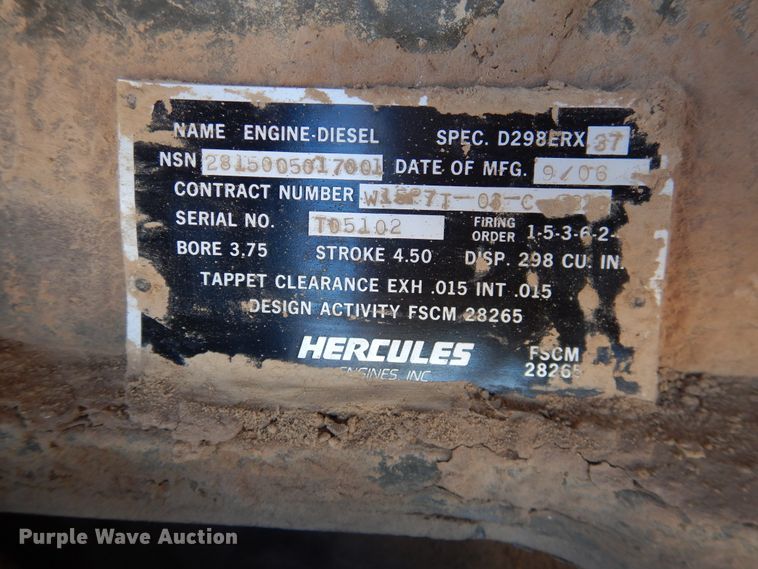 NAME ENGINE-DIESEL SPEC. D298ERX 37
NSN 2815005017001 DATE OF MFG. 9/06
CONTRACT NUMBER
SERIAL NO. T05102 FIRING ORDER 1-5-3-6-2-
BORE 3.75 STROKE 4.50 DISP. 298 CU. IN.
TAPPET CLEARANCE EXH .015 INT .015
DESIGN ACTIVITY FSCM 28265
HERCULES FSCM
ENGINES, INC. 28265
Purple Wave Auction